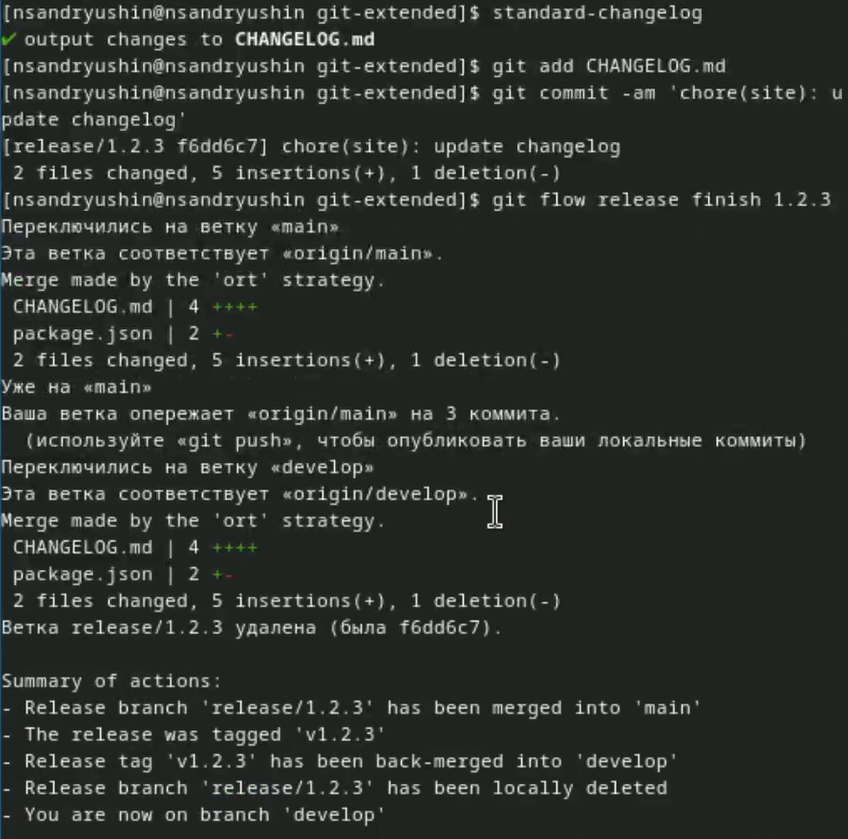 [nsandryushin@nsandryushin git-extended]$ standard-changelog
✔ output changes to CHANGELOG.md
[nsandryushin@nsandryushin git-extended]$ git add CHANGELOG.md
[nsandryushin@nsandryushin git-extended]$ git commit -am 'chore(site): u
pdate changelog'
[release/1.2.3 f6dd6c7] chore(site): update changelog
 2 files changed, 5 insertions(+), 1 deletion(-)
[nsandryushin@nsandryushin git-extended]$ git flow release finish 1.2.3
Переключились на ветку «main»
Эта ветка соответствует «origin/main».
Merge made by the 'ort' strategy.
 CHANGELOG.md | 4 ++++
 package.json | 2 +-
 2 files changed, 5 insertions(+), 1 deletion(-)
Уже на «main»
Ваша ветка опережает «origin/main» на 3 коммита.
  (используйте «git push», чтобы опубликовать ваши локальные коммиты)
Переключились на ветку «develop»
Эта ветка соответствует «origin/develop».
Merge made by the 'ort' strategy.
 CHANGELOG.md | 4 ++++
 package.json | 2 +-
 2 files changed, 5 insertions(+), 1 deletion(-)
Ветка release/1.2.3 удалена (была f6dd6c7).

Summary of actions:
- Release branch 'release/1.2.3' has been merged into 'main'
- The release was tagged 'v1.2.3'
- Release tag 'v1.2.3' has been back-merged into 'develop'
- Release branch 'release/1.2.3' has been locally deleted
- You are now on branch 'develop'